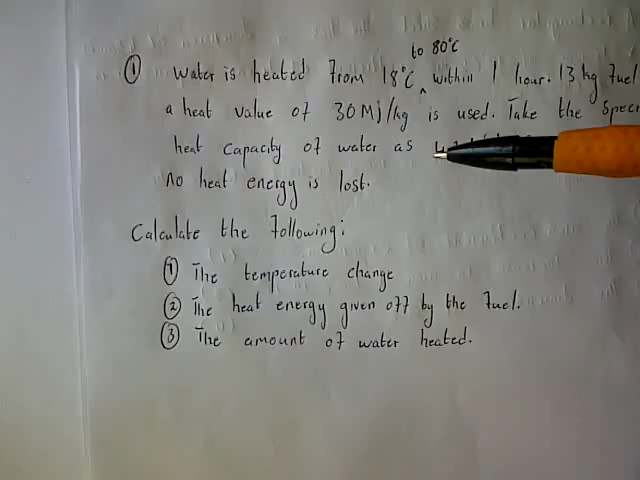 to 80°C
① Water is heated from 18°C ^ within 1 hour. 13 kg fuel
a heat value of 30 Mj/kg is used. Take the Speci
heat capacity of water as
No heat energy is lost.
Calculate the following:
① The temperature change
② The heat energy given off by the fuel.
③ The amount of water heated.